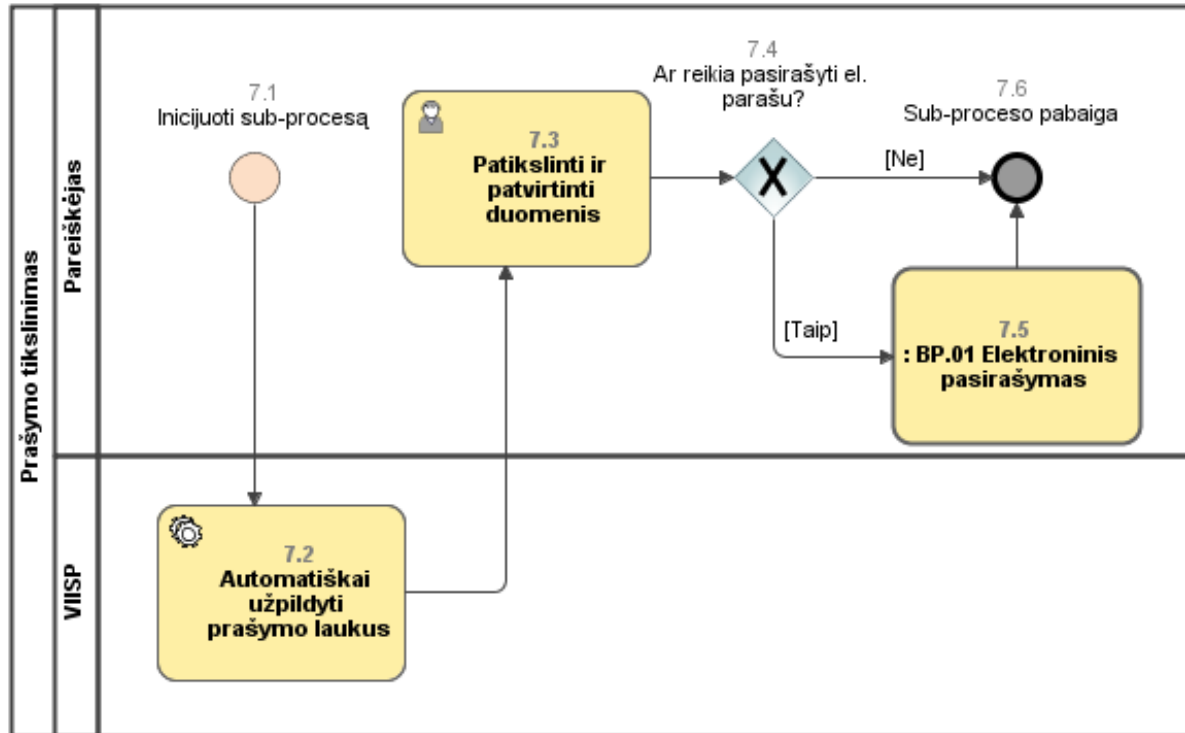 Prašymo tikslinimas
Pareiškėjas
7.1
Inicijuoti sub-procesą
7.3
Patikslinti ir
patvirtinti
duomenis
7.4
Ar reikia pasirašyti el.
parašu?
[Ne]
7.6
Sub-proceso pabaiga
[Taip]
7.5
: BP.01 Elektroninis
pasirašymas
VIISP
7.2
Automatiškai
užpildyti
prašymo laukus